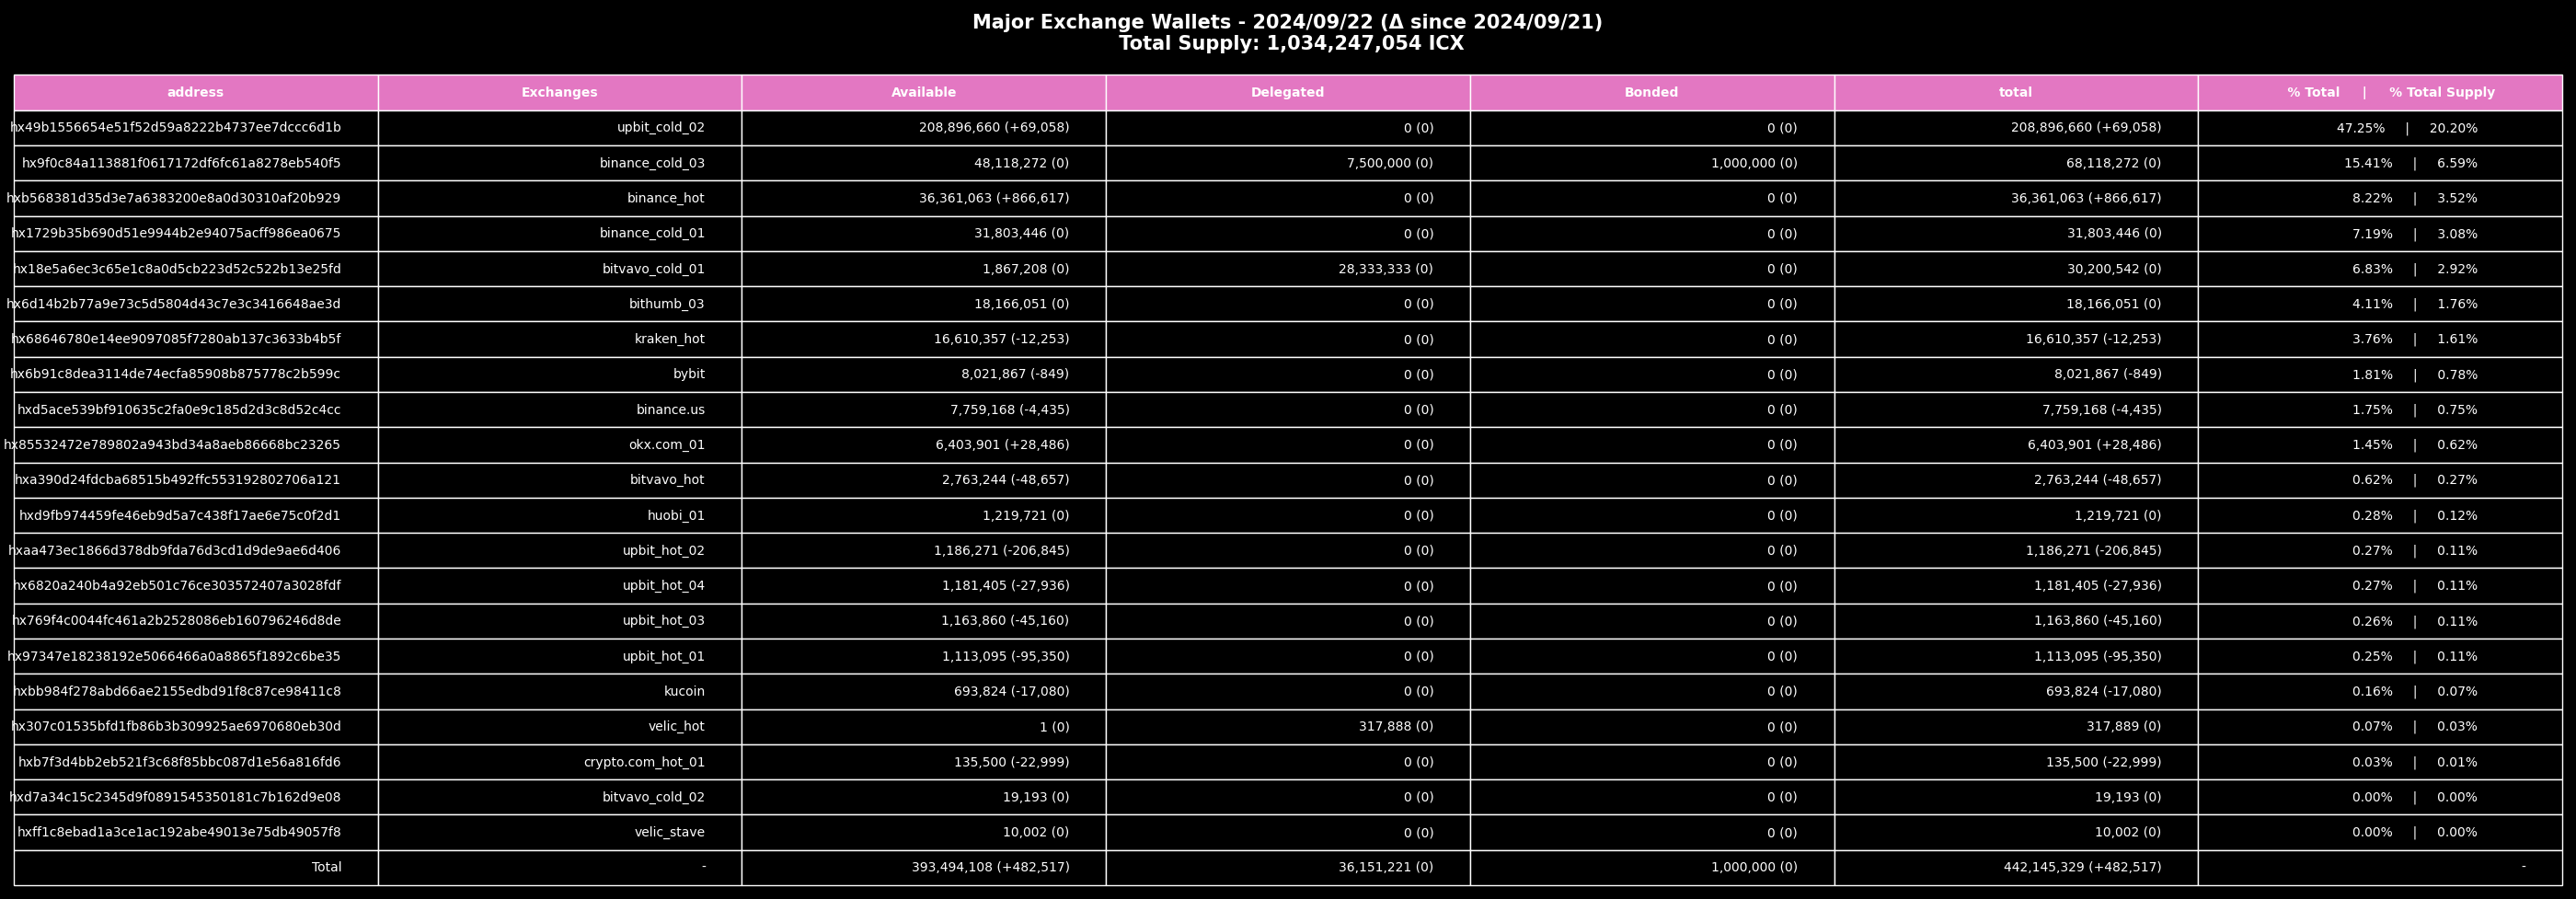 Major Exchange Wallets - 2024/09/22 (Δ since 2024/09/21)
Total Supply: 1,034,247,054 ICX
address Exchanges Available Delegated Bonded total % Total | % Total Supply
hx49b1556654e51f52d59a8222b4737ee7dccc6d1b upbit_cold_02 208,896,660 (+69,058) 0 (0) 0 (0) 208,896,660 (+69,058) 47.25% | 20.20%
hx9f0c84a113881f0617172df6fc61a8278eb540f5 binance_cold_03 48,118,272 (0) 7,500,000 (0) 1,000,000 (0) 68,118,272 (0) 15.41% | 6.59%
hxb568381d35d3e7a6383200e8a0d30310af20b929 binance_hot 36,361,063 (+866,617) 0 (0) 0 (0) 36,361,063 (+866,617) 8.22% | 3.52%
hx1729b35b690d51e9944b2e94075acff986ea0675 binance_cold_01 31,803,446 (0) 0 (0) 0 (0) 31,803,446 (0) 7.19% | 3.08%
hx18e5a6ec3c65e1c8a0d5cb223d52c522b13e25fd bitvavo_cold_01 1,867,208 (0) 28,333,333 (0) 0 (0) 30,200,542 (0) 6.83% | 2.92%
hx6d14b2b77a9e73c5d5804d43c7e3c3416648ae3d bithumb_03 18,166,051 (0) 0 (0) 0 (0) 18,166,051 (0) 4.11% | 1.76%
hx68646780e14ee9097085f7280ab137c3633b4b5f kraken_hot 16,610,357 (-12,253) 0 (0) 0 (0) 16,610,357 (-12,253) 3.76% | 1.61%
hx6b91c8dea3114de74ecfa85908b875778c2b599c bybit 8,021,867 (-849) 0 (0) 0 (0) 8,021,867 (-849) 1.81% | 0.78%
hxd5ace539bf910635c2fa0e9c185d2d3c8d52c4cc binance.us 7,759,168 (-4,435) 0 (0) 0 (0) 7,759,168 (-4,435) 1.75% | 0.75%
hx85532472e789802a943bd34a8aeb86668bc23265 okx.com_01 6,403,901 (+28,486) 0 (0) 0 (0) 6,403,901 (+28,486) 1.45% | 0.62%
hxa390d24fdcba68515b492ffc553192802706a121 bitvavo_hot 2,763,244 (-48,657) 0 (0) 0 (0) 2,763,244 (-48,657) 0.62% | 0.27%
hxd9fb974459fe46eb9d5a7c438f17ae6e75c0f2d1 huobi_01 1,219,721 (0) 0 (0) 0 (0) 1,219,721 (0) 0.28% | 0.12%
hxaa473ec1866d378db9fda76d3cd1d9de9ae6d406 upbit_hot_02 1,186,271 (-206,845) 0 (0) 0 (0) 1,186,271 (-206,845) 0.27% | 0.11%
hx6820a240b4a92eb501c76ce303572407a3028fdf upbit_hot_04 1,181,405 (-27,936) 0 (0) 0 (0) 1,181,405 (-27,936) 0.27% | 0.11%
hx769f4c0044fc461a2b2528086eb160796246d8de upbit_hot_03 1,163,860 (-45,160) 0 (0) 0 (0) 1,163,860 (-45,160) 0.26% | 0.11%
hx97347e18238192e5066466a0a8865f1892c6be35 upbit_hot_01 1,113,095 (-95,350) 0 (0) 0 (0) 1,113,095 (-95,350) 0.25% | 0.11%
hxbb984f278abd66ae2155edbd91f8c87ce98411c8 kucoin 693,824 (-17,080) 0 (0) 0 (0) 693,824 (-17,080) 0.16% | 0.07%
hx307c01535bfd1fb86b3b309925ae6970680eb30d velic_hot 1 (0) 317,888 (0) 0 (0) 317,889 (0) 0.07% | 0.03%
hxb7f3d4bb2eb521f3c68f85bbc087d1e56a816fd6 crypto.com_hot_01 135,500 (-22,999) 0 (0) 0 (0) 135,500 (-22,999) 0.03% | 0.01%
hxd7a34c15c2345d9f0891545350181c7b162d9e08 bitvavo_cold_02 19,193 (0) 0 (0) 0 (0) 19,193 (0) 0.00% | 0.00%
hxff1c8ebad1a3ce1ac192abe49013e75db49057f8 velic_stave 10,002 (0) 0 (0) 0 (0) 10,002 (0) 0.00% | 0.00%
Total - 393,494,108 (+482,517) 36,151,221 (0) 1,000,000 (0) 442,145,329 (+482,517) -